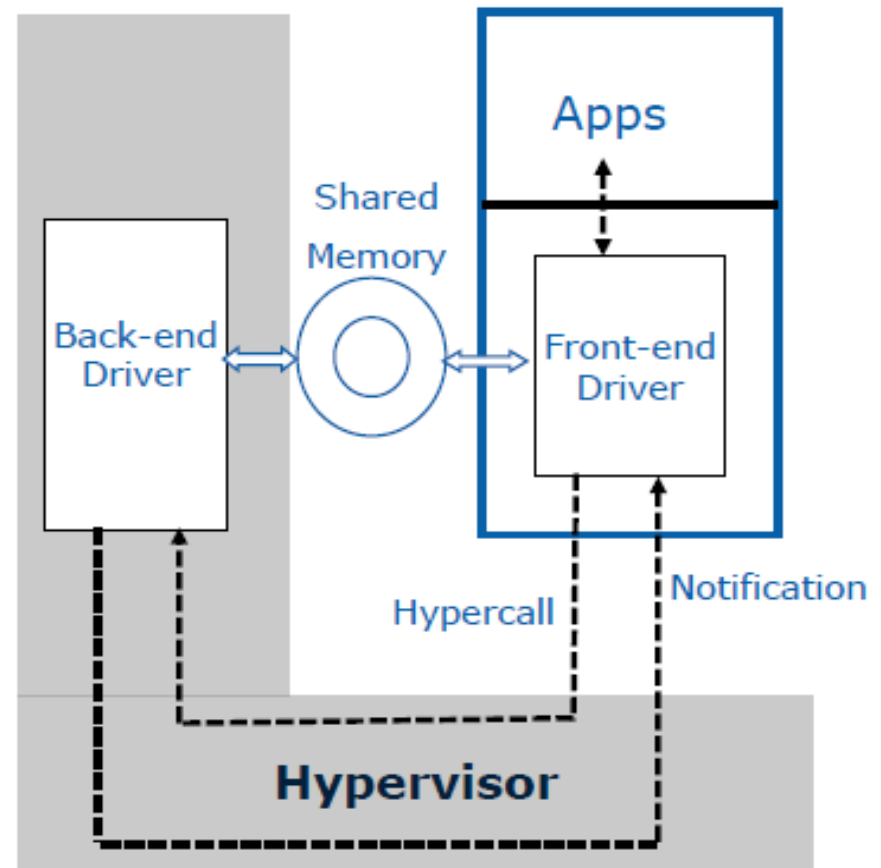 Apps
Shared
Memory
Back-end
Driver
Front-end
Driver
Hypercall
Notification
Hypervisor